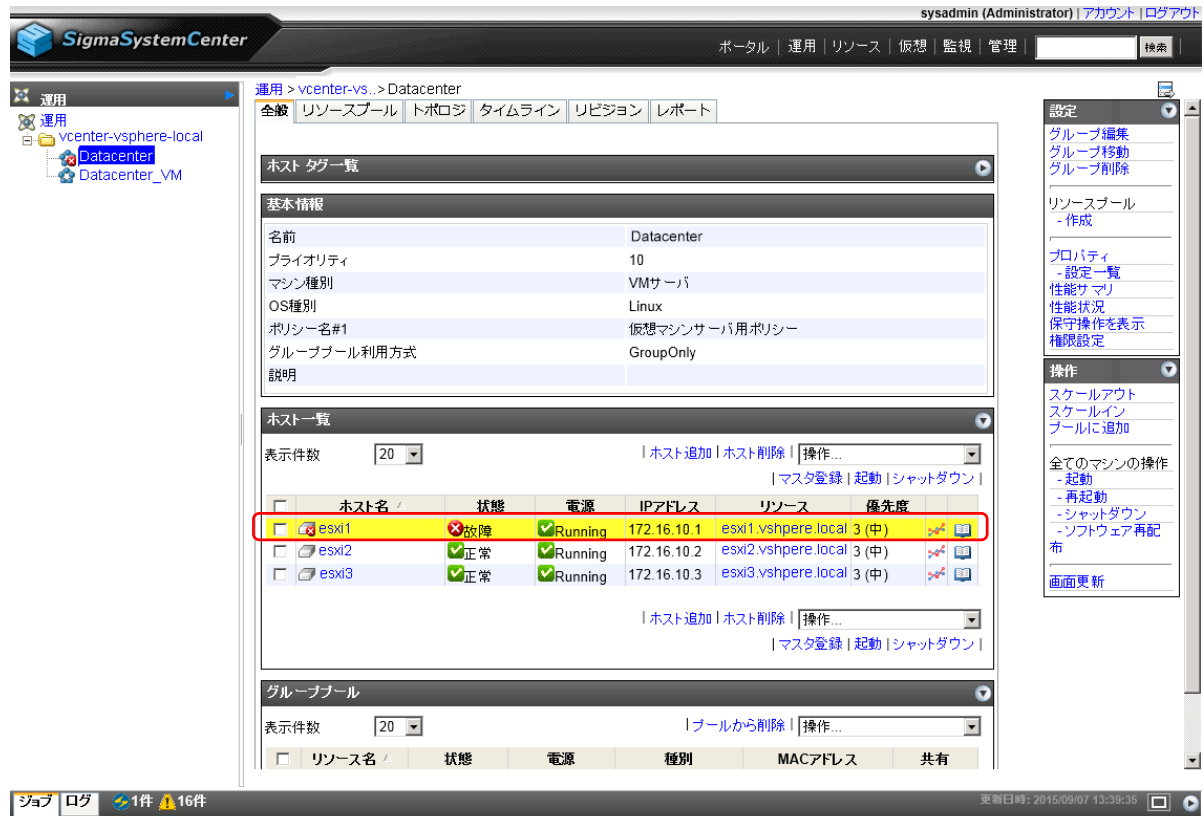 sysadmin (Administrator) | アカウント | ログアウト
SigmaSystemCenter
ポータル | 運用 | リソース | 仮想 | 監視 | 管理 |
検索
運用
運用
vcenter-vsphere-local
Datacenter
Datacenter_VM
運用 > vcenter-vs..> Datacenter
全般 リソースプール トポロジ タイムライン リビジョン レポート
ホスト タグ一覧
基本情報
名前 Datacenter
プライオリティ 10
マシン種別 VMサーバ
OS種別 Linux
ポリシー名#1 仮想マシンサーバ用ポリシー
グループプール利用方式 GroupOnly
説明
ホスト一覧
表示件数 20 | ホスト追加 | ホスト削除 | 操作...
| マスタ登録 | 起動 | シャットダウン |
ホスト名 状態 電源 IPアドレス リソース 優先度
esxi1 故障 Running 172.16.10.1 esxi1.vshpere.local 3 (中)
esxi2 正常 Running 172.16.10.2 esxi2.vshpere.local 3 (中)
esxi3 正常 Running 172.16.10.3 esxi3.vshpere.local 3 (中)
| ホスト追加 | ホスト削除 | 操作...
| マスタ登録 | 起動 | シャットダウン |
グループプール
表示件数 20 | プールから削除 | 操作...
リソース名 状態 電源 種別 MACアドレス 共有
設定
グループ編集
グループ移動
グループ削除
リソースプール
- 作成
プロパティ
- 設定一覧
性能サマリ
性能状況
保守操作を表示
権限設定
操作
スケールアウト
スケールイン
プールに追加
全てのマシンの操作
- 起動
- 再起動
- シャットダウン
- ソフトウェア再配
布
画面更新
ジョブ ログ 1件 16件
更新日時: 2015/09/07 13:39:35